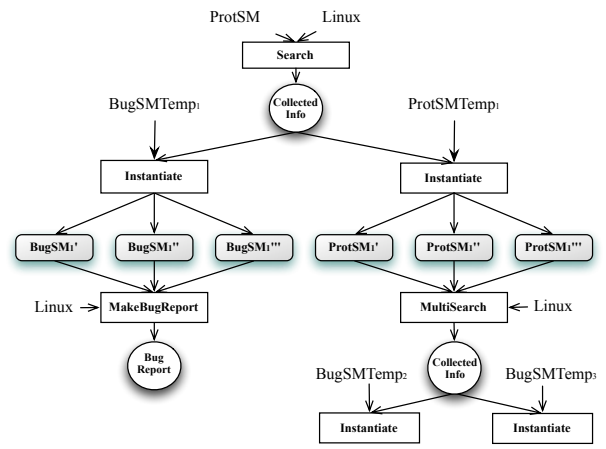 ProtSM Linux
Search
Collected
Info
BugSMTemp₁ ProtSMTemp₁
Instantiate Instantiate
BugSM₁' BugSM₁'' BugSM₁''' ProtSM₁' ProtSM₁'' ProtSM₁'''
Linux MakeBugReport MultiSearch Linux
Bug
Report
Collected
Info
BugSMTemp₂ BugSMTemp₃
Instantiate Instantiate